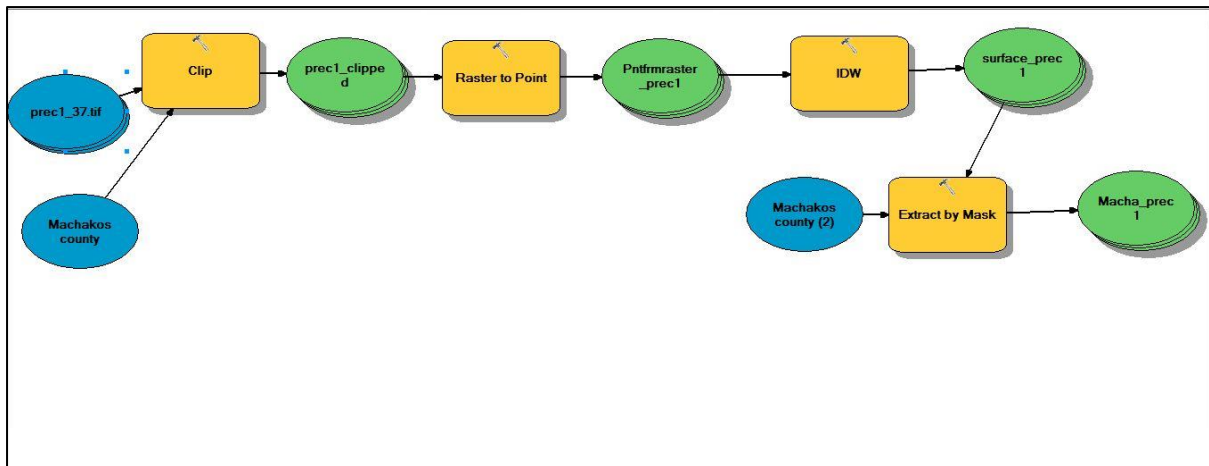 prec1_37.tif
Machakos
county
Clip
prec1_clippe
d
Raster to Point
Pntfrmraster
_prec1
IDW
surface_prec
1
Machakos
county (2)
Extract by Mask
Macha_prec
1